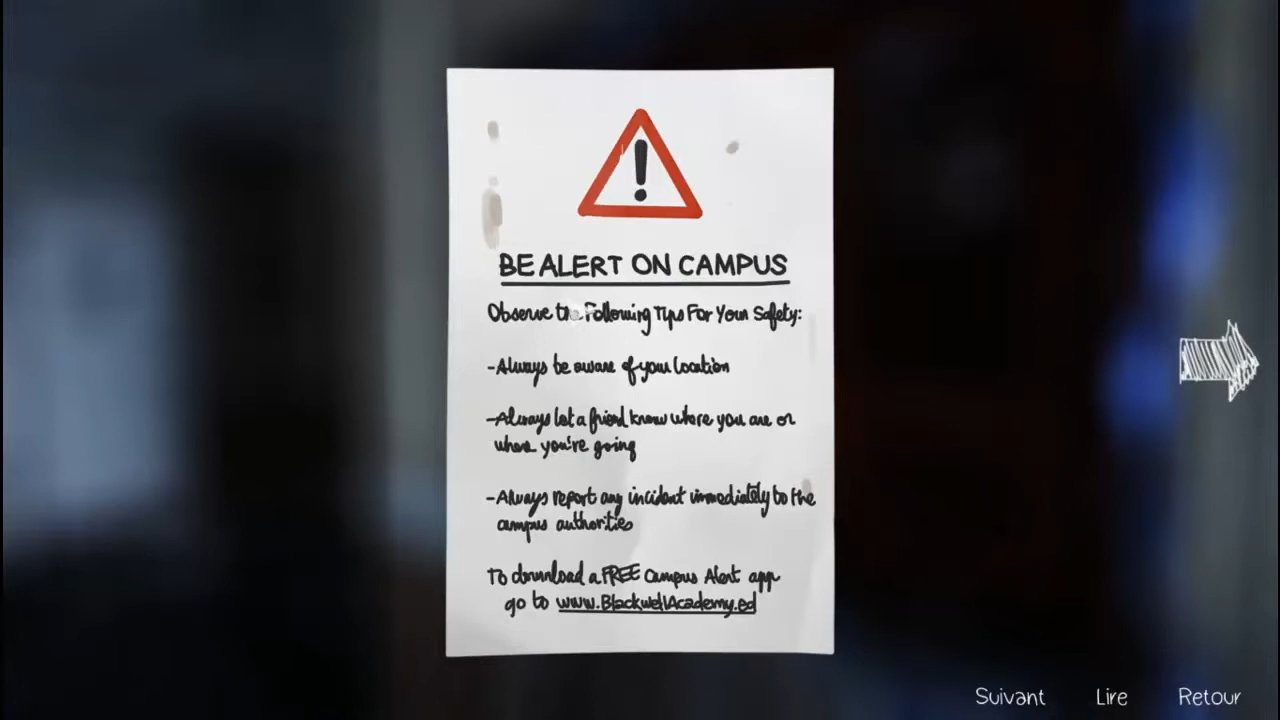 !
BE ALERT ON CAMPUS
Observe the Following Tips For Your Safety:
-Always be aware of your location
-Always let a friend know where you are or
where you're going
-Always report any incident immediately to the
campus authorities
To download a FREE Campus Alert app
go to www.BlackwellAcademy.ed
Suivant Lire Retour